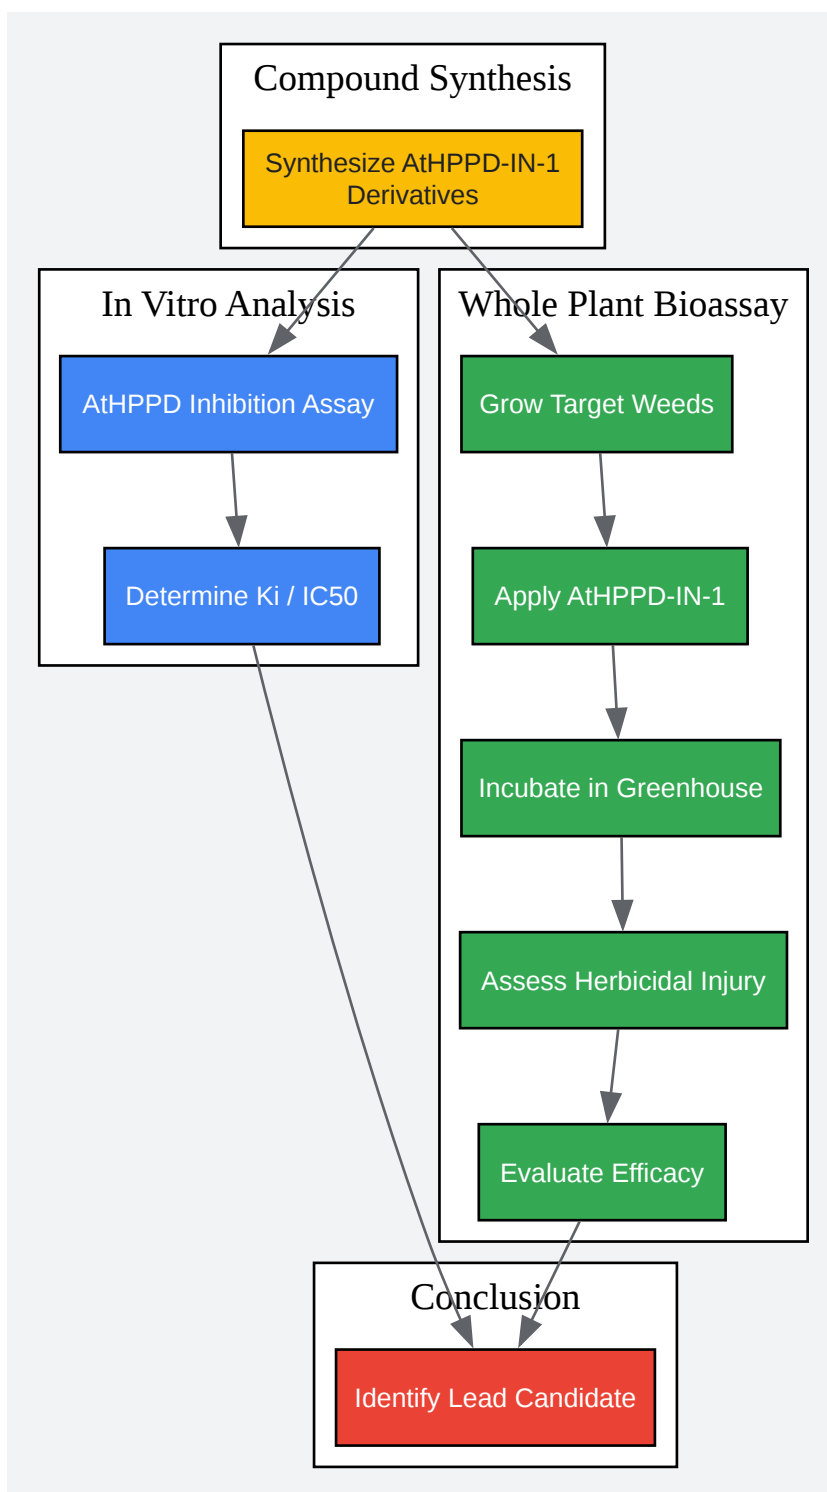 Compound Synthesis
Synthesize AtHPPD-IN-1
Derivatives
In Vitro Analysis
AtHPPD Inhibition Assay
Determine Ki / IC50
Whole Plant Bioassay
Grow Target Weeds
Apply AtHPPD-IN-1
Incubate in Greenhouse
Assess Herbicidal Injury
Evaluate Efficacy
Conclusion
Identify Lead Candidate